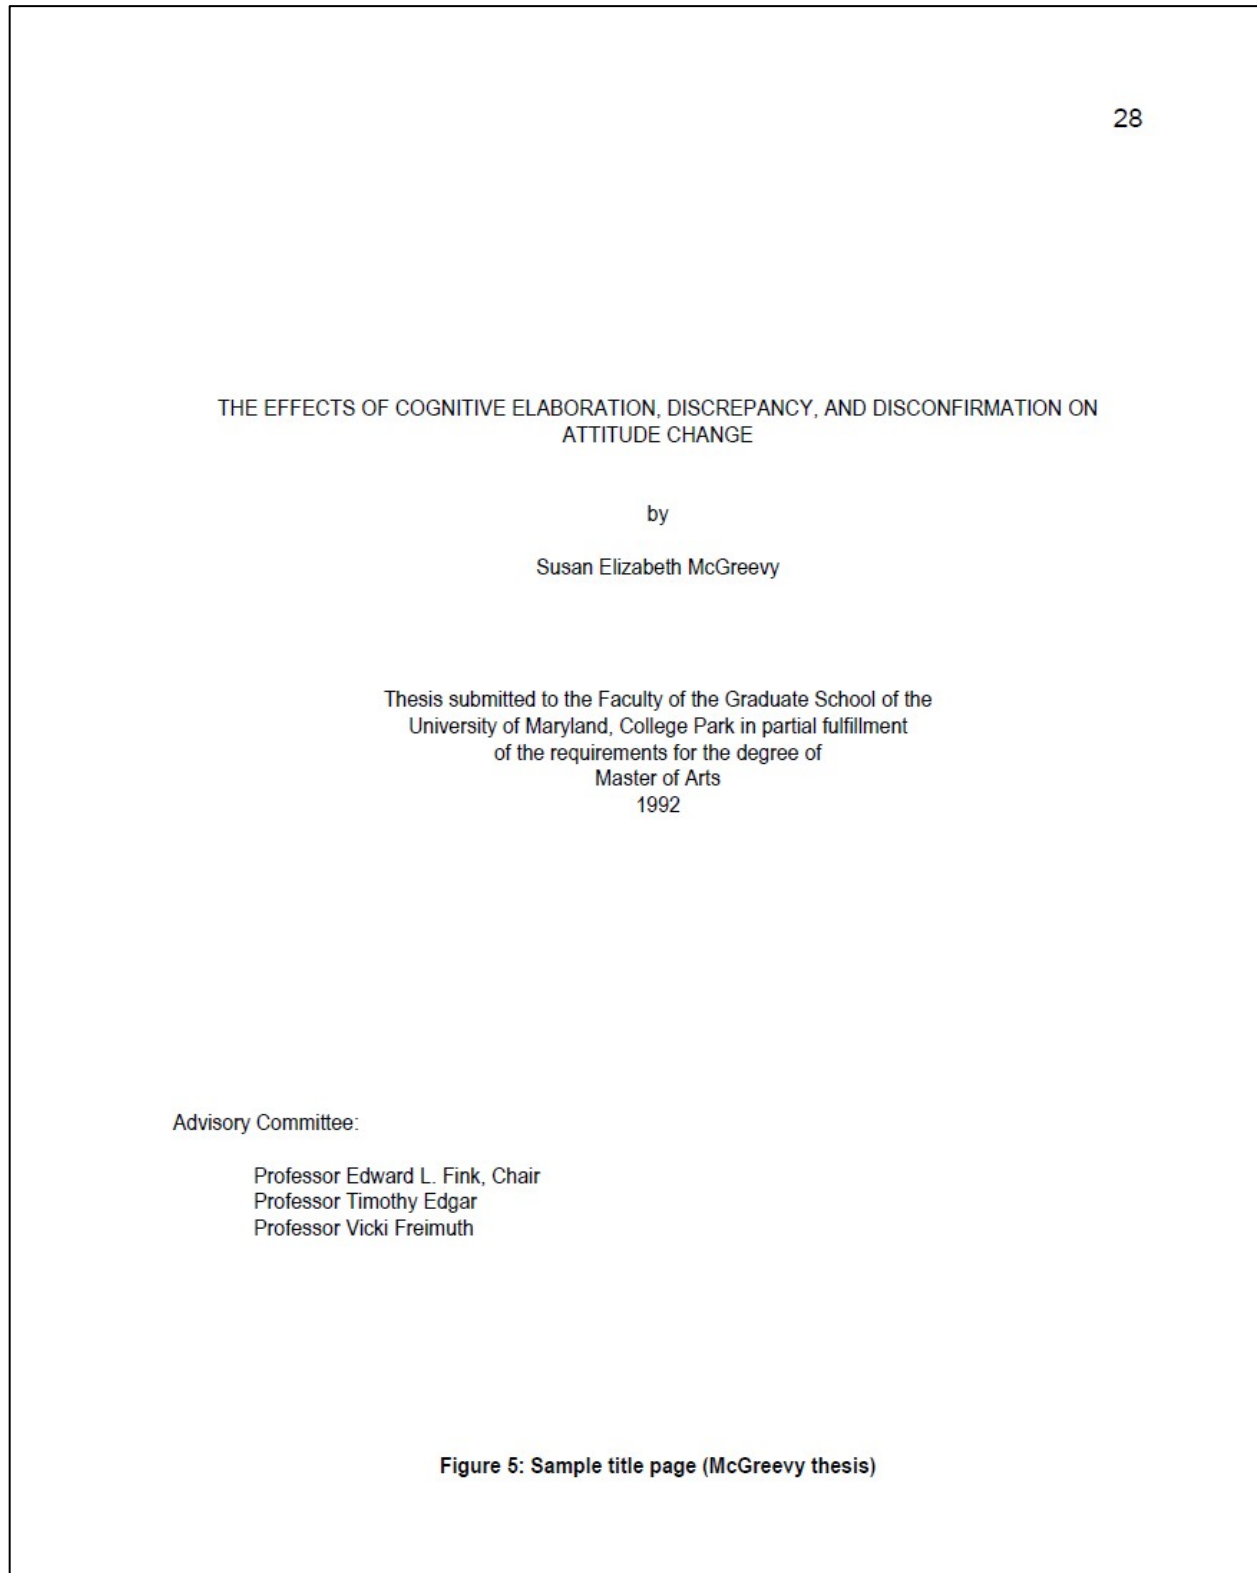 28
THE EFFECTS OF COGNITIVE ELABORATION, DISCREPANCY, AND DISCONFIRMATION ON
ATTITUDE CHANGE
by
Susan Elizabeth McGreevy
Thesis submitted to the Faculty of the Graduate School of the
University of Maryland, College Park in partial fulfillment
of the requirements for the degree of
Master of Arts
1992
Advisory Committee:
Professor Edward L. Fink, Chair
Professor Timothy Edgar
Professor Vicki Freimuth
Figure 5: Sample title page (McGreevy thesis)